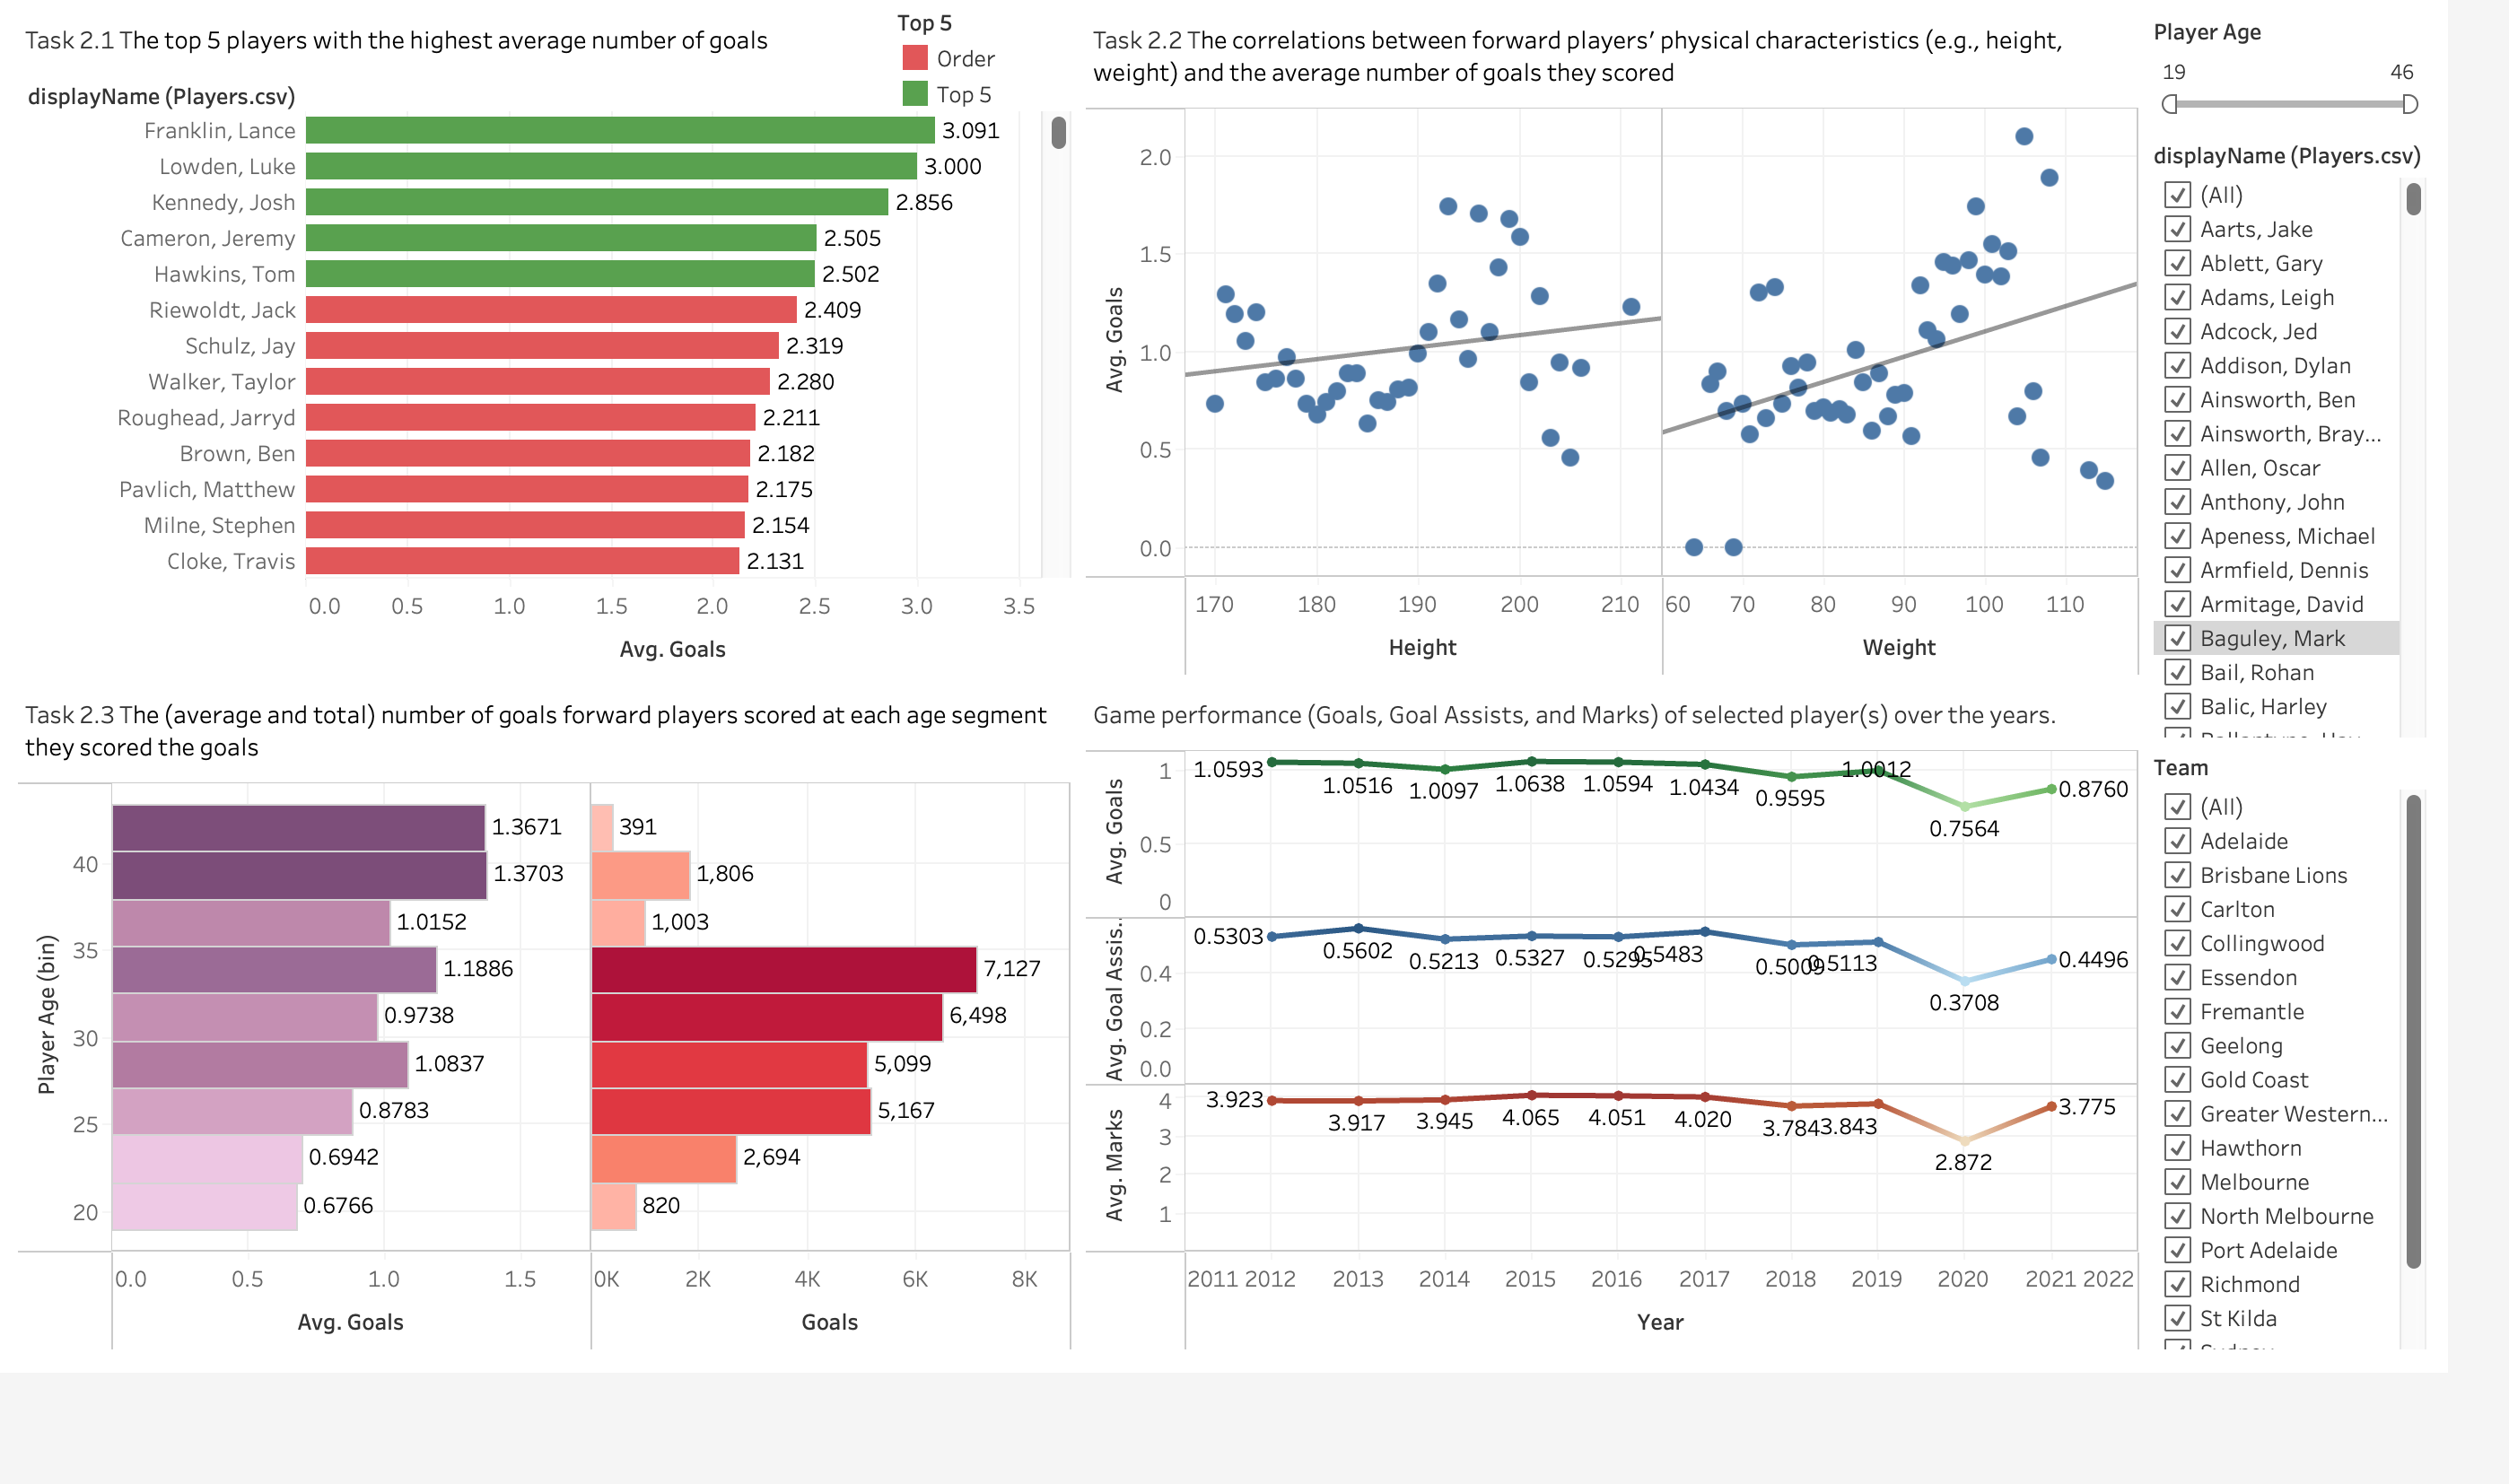 Task 2.1 The top 5 players with the highest average number of goals
Top 5
Order
Top 5
displayName (Players.csv)
Franklin, Lance 3.091
Lowden, Luke 3.000
Kennedy, Josh 2.856
Cameron, Jeremy 2.505
Hawkins, Tom 2.502
Riewoldt, Jack 2.409
Schulz, Jay 2.319
Walker, Taylor 2.280
Roughead, Jarryd 2.211
Brown, Ben 2.182
Pavlich, Matthew 2.175
Milne, Stephen 2.154
Cloke, Travis 2.131
0.0 0.5 1.0 1.5 2.0 2.5 3.0 3.5
Avg. Goals
Task 2.2 The correlations between forward players' physical characteristics (e.g., height,
weight) and the average number of goals they scored
Avg. Goals
2.0
1.5
1.0
0.5
0.0
170 180 190 200 210 60 70 80 90 100 110
Height Weight
Player Age
19 46
displayName (Players.csv)
(All)
Aarts, Jake
Ablett, Gary
Adams, Leigh
Adcock, Jed
Addison, Dylan
Ainsworth, Ben
Ainsworth, Bray...
Allen, Oscar
Anthony, John
Apeness, Michael
Armfield, Dennis
Armitage, David
Baguley, Mark
Bail, Rohan
Balic, Harley
Task 2.3 The (average and total) number of goals forward players scored at each age segment
they scored the goals
Player Age (bin)
40
35
30
25
20
1.3671 391
1.3703 1,806
1.0152 1,003
1.1886 7,127
0.9738 6,498
1.0837 5,099
0.8783 5,167
0.6942 2,694
0.6766 820
0.0 0.5 1.0 1.5 0K 2K 4K 6K 8K
Avg. Goals Goals
Game performance (Goals, Goal Assists, and Marks) of selected player(s) over the years.
Avg. Goals
1
0.5
0
1.0593 1.0516 1.0097 1.0638 1.0594 1.0434 0.9595 1.0012 0.7564 0.8760
Avg. Goal Assis..
0.4
0.2
0.0
0.5303 0.5602 0.5213 0.5327 0.5295 0.5483 0.5009 0.5113 0.3708 0.4496
Avg. Marks
4
3
2
1
3.923 3.917 3.945 4.065 4.051 4.020 3.784 3.843 2.872 3.775
2011 2012 2013 2014 2015 2016 2017 2018 2019 2020 2021 2022
Year
Team
(All)
Adelaide
Brisbane Lions
Carlton
Collingwood
Essendon
Fremantle
Geelong
Gold Coast
Greater Western...
Hawthorn
Melbourne
North Melbourne
Port Adelaide
Richmond
St Kilda